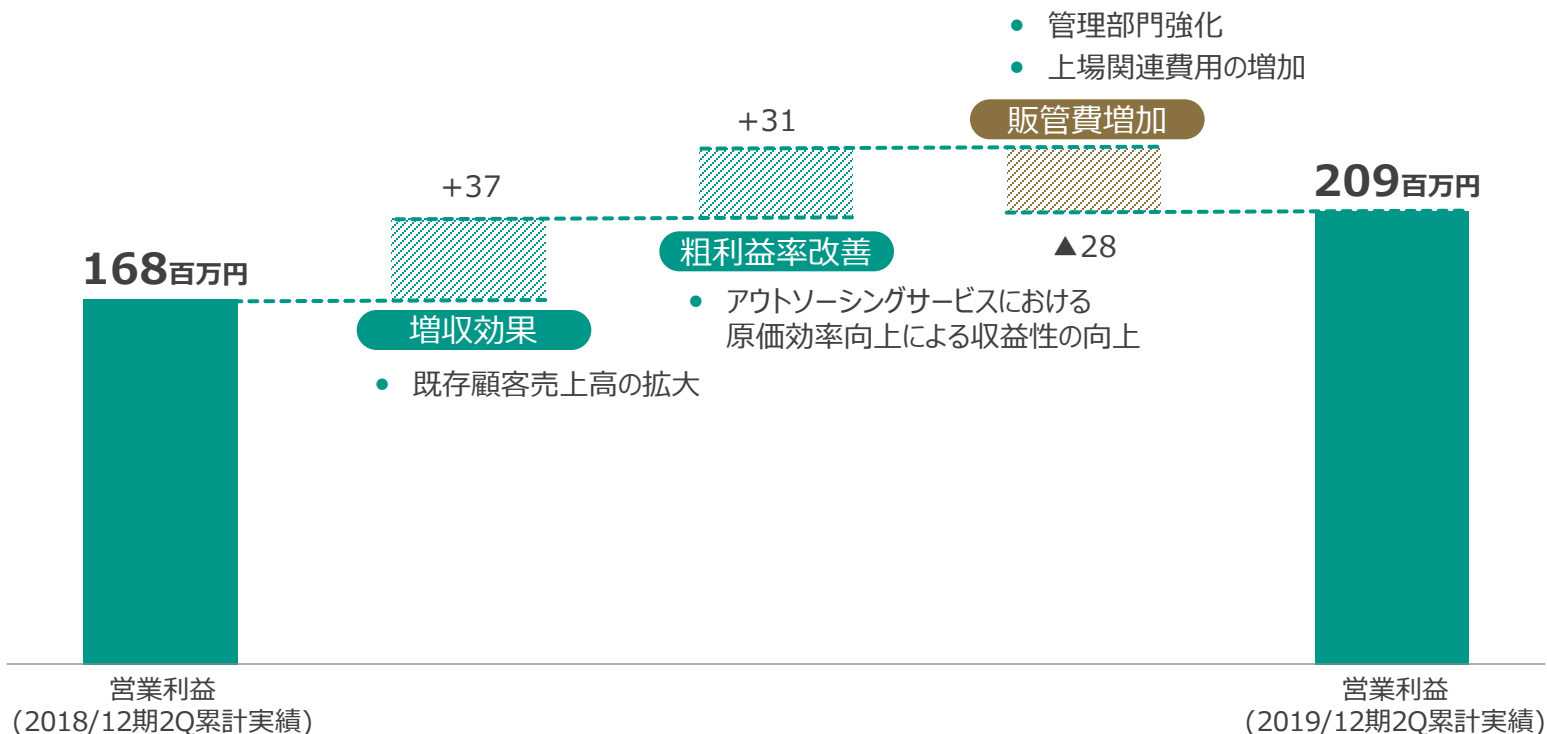 管理部門強化
上場関連費用の増加
+31
販管費増加
+37
209百万円
粗利益率改善
▲28
168百万円
アウトソーシングサービスにおける
原価効率向上による収益性の向上
増収効果
既存顧客売上高の拡大
営業利益
(2018/12期2Q累計実績)
営業利益
(2019/12期2Q累計実績)